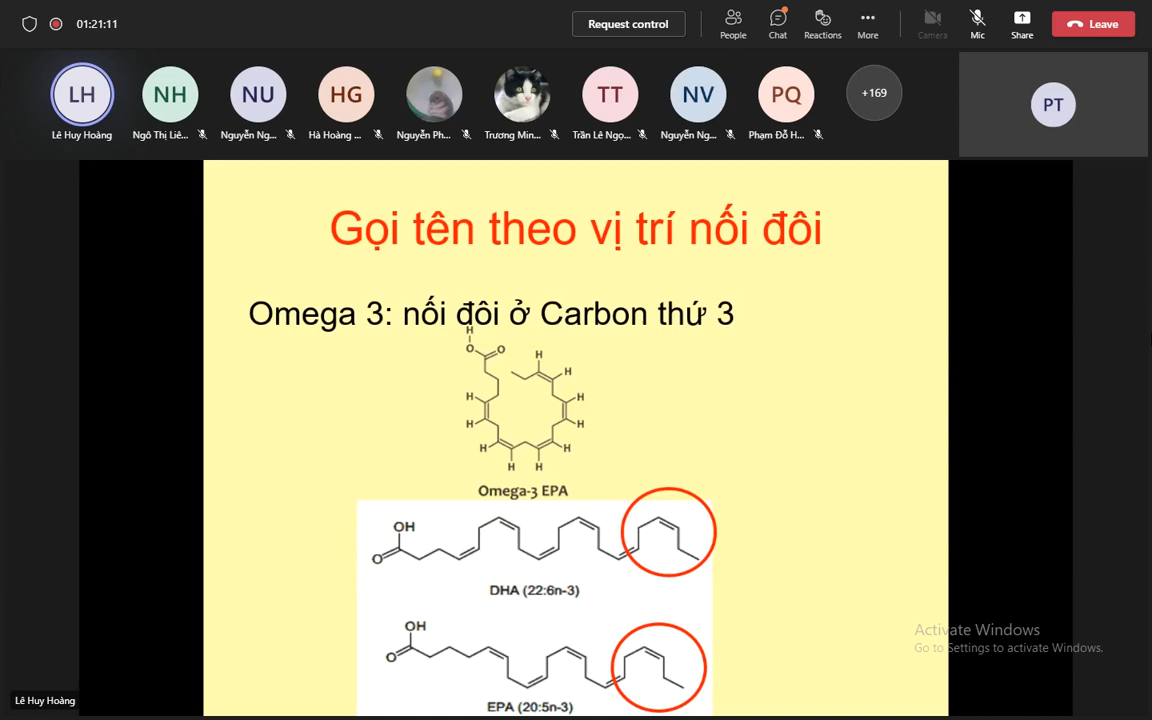 01:21:11
Request control
People
Chat
Reactions
More
Camera
Mic
Share
Leave
LH
NH
NU
HG
TT
NV
PQ
+169
PT
Lê Huy Hoàng
Ngô Thị Liê...
Nguyễn Ng...
Hà Hoàng ...
Nguyễn Ph...
Trương Min...
Trần Lê Ngọ...
Nguyễn Ng...
Phạm Đỗ H...
Gọi tên theo vị trí nối đôi
Omega 3: nối đôi ở Carbon thứ 3
H
O
O
H
H
H
H
H
H
H
H
H
H
H
Omega-3 EPA
OH
O
DHA (22:6n-3)
OH
O
EPA (20:5n-3)
Activate Windows
Go to Settings to activate Windows.
Lê Huy Hoàng